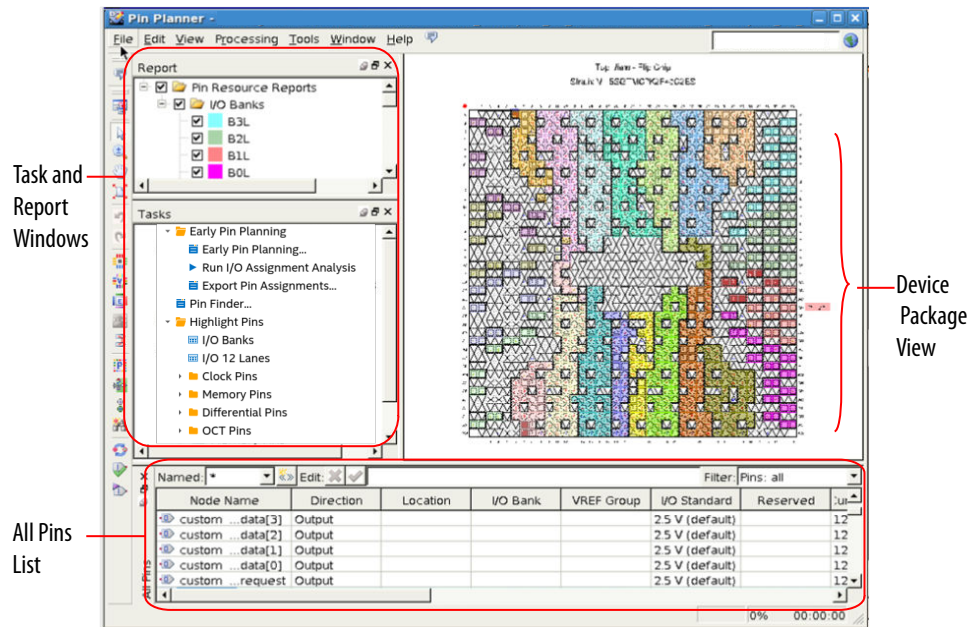 Pin Planner -
File Edit View Processing Tools Window Help
Report
Pin Resource Reports
I/O Banks
B3L
B2L
B1L
B0L
Tasks
Early Pin Planning
Early Pin Planning...
Run I/O Assignment Analysis
Export Pin Assignments...
Pin Finder...
Highlight Pins
I/O Banks
I/O 12 Lanes
Clock Pins
Memory Pins
Differential Pins
OCT Pins
Task and
Report
Windows
Device
Package
View
All Pins
List
Named: * Edit: Filter: Pins: all
Node Name Direction Location I/O Bank VREF Group I/O Standard Reserved
custom ...data[3] Output 2.5 V (default) 12
custom ...data[2] Output 2.5 V (default) 12
custom ...data[1] Output 2.5 V (default) 12
custom ...data[0] Output 2.5 V (default) 12
custom ...request Output 2.5 V (default) 12
All Pins
0% 00:00:00